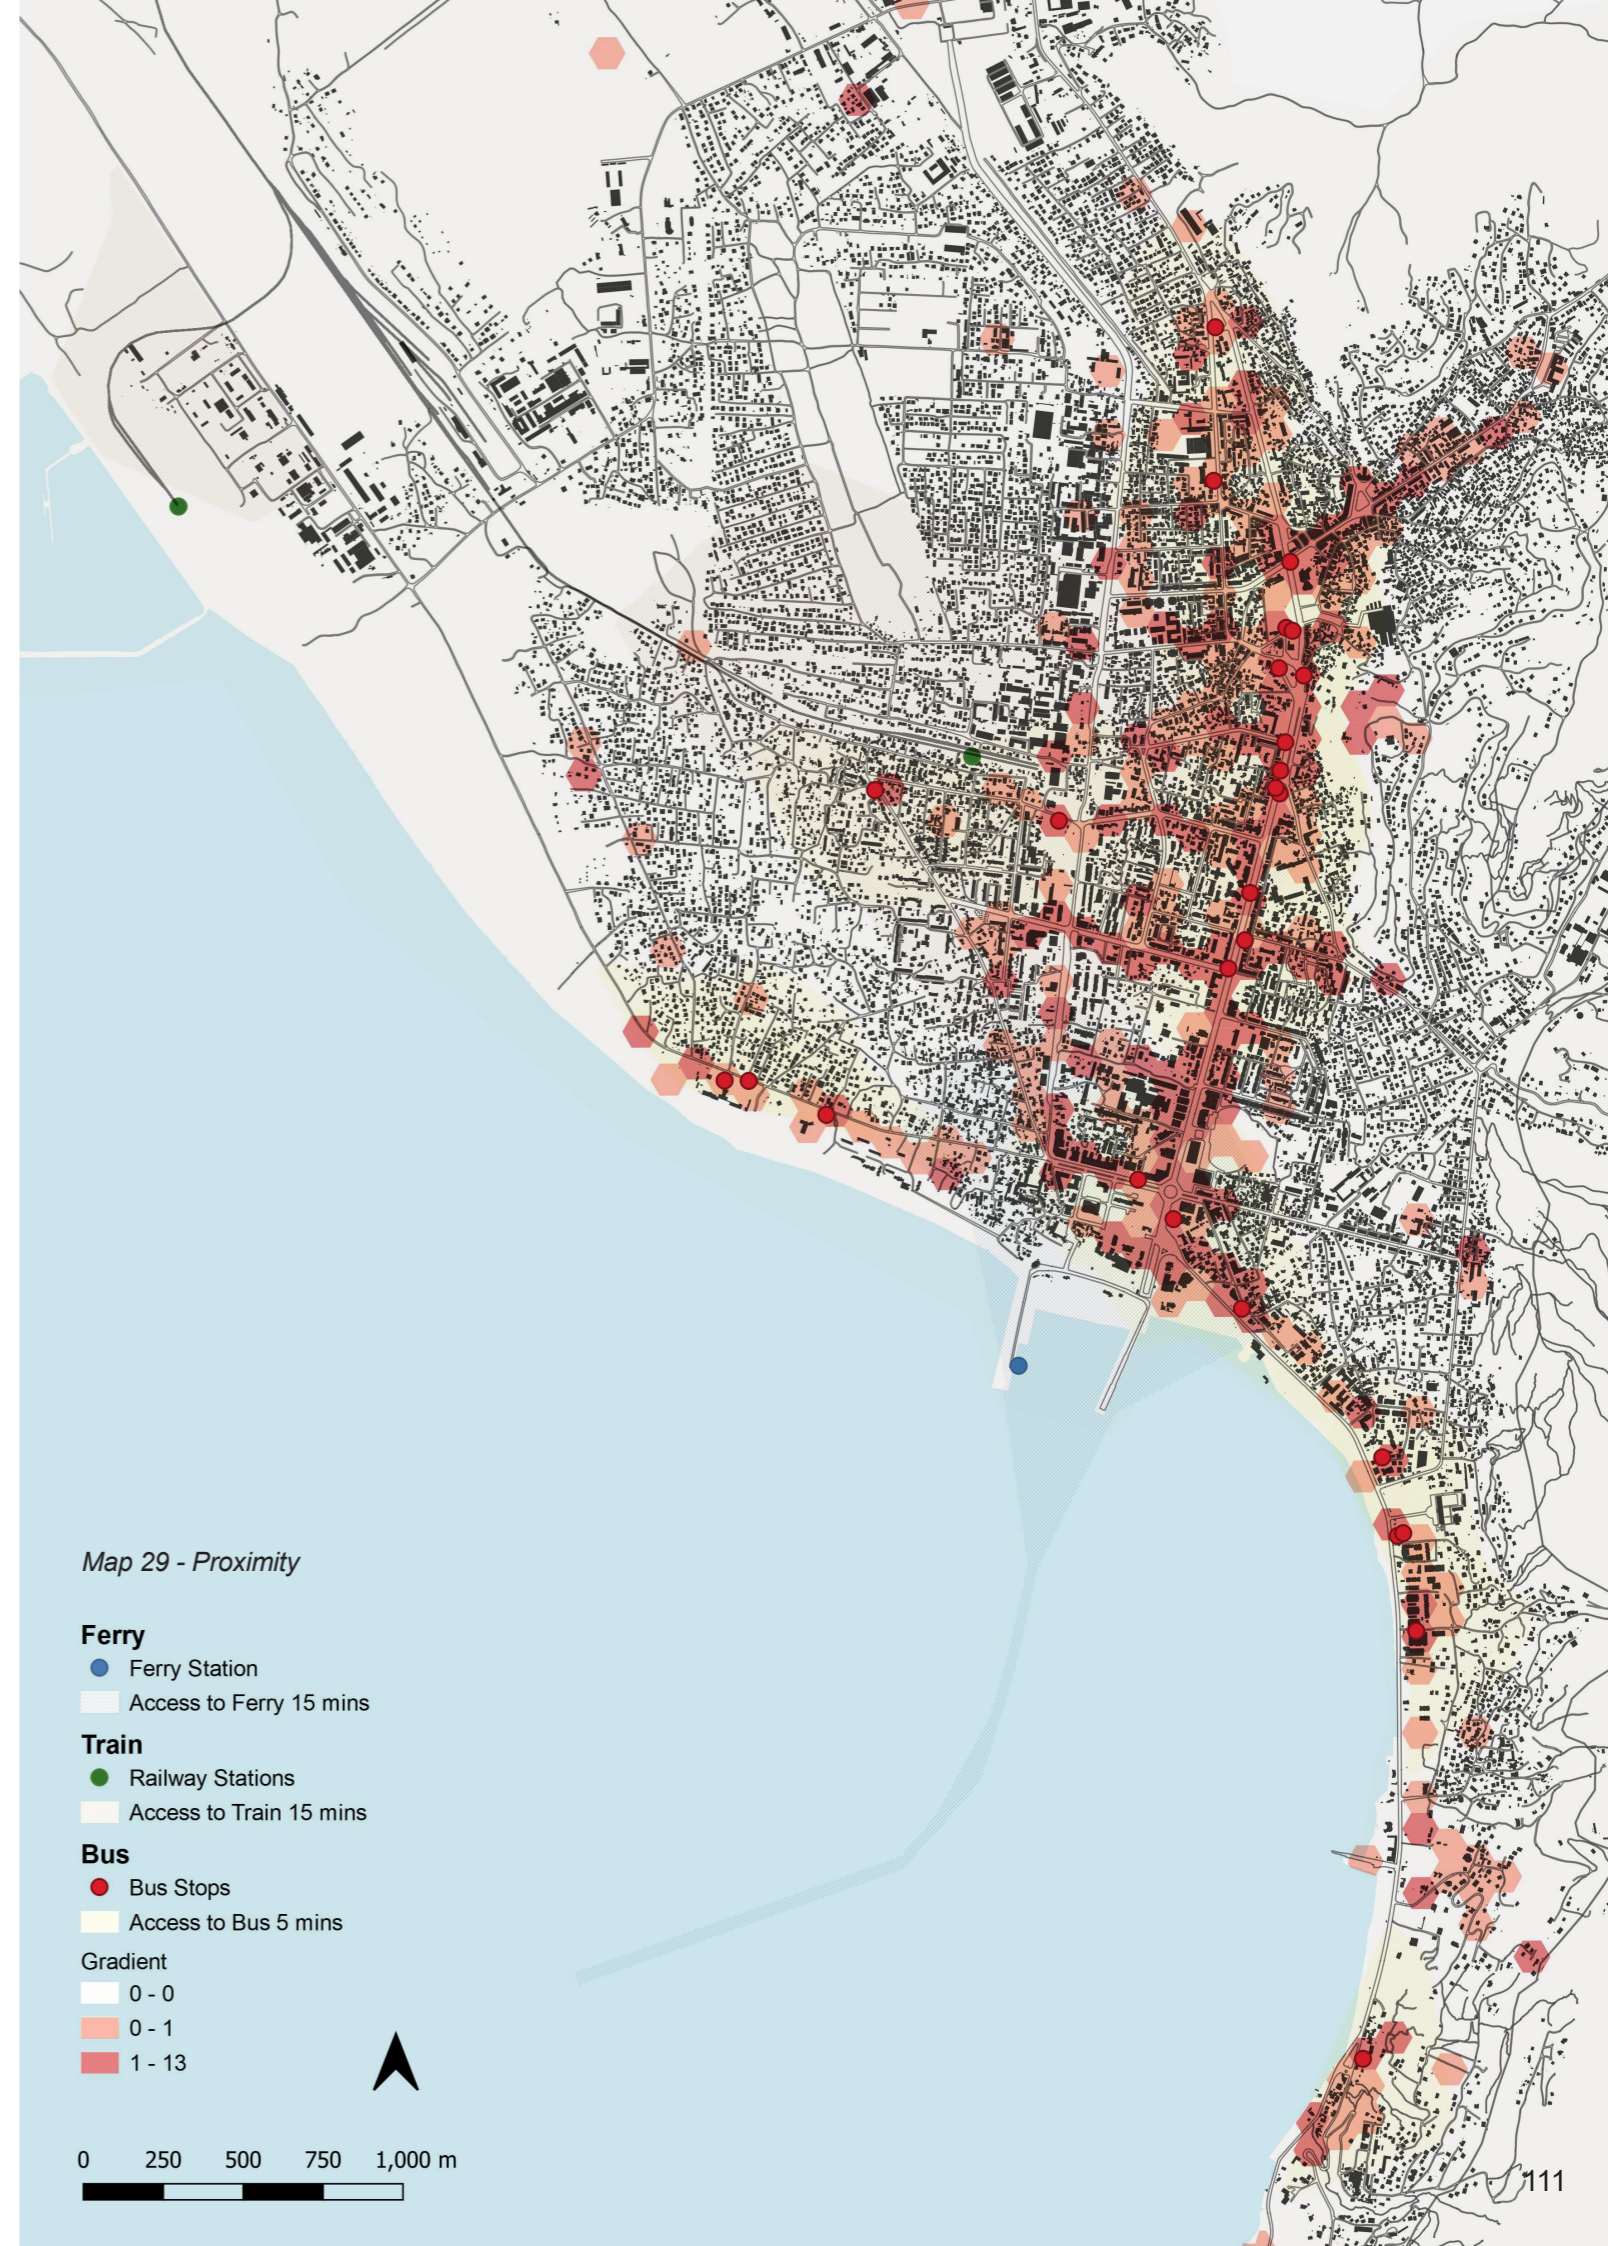 Map 29 - Proximity
Ferry
Ferry Station
Access to Ferry 15 mins
Train
Railway Stations
Access to Train 15 mins
Bus
Bus Stops
Access to Bus 5 mins
Gradient
0 - 0
0 - 1
1 - 13
0 250 500 750 1,000 m
111